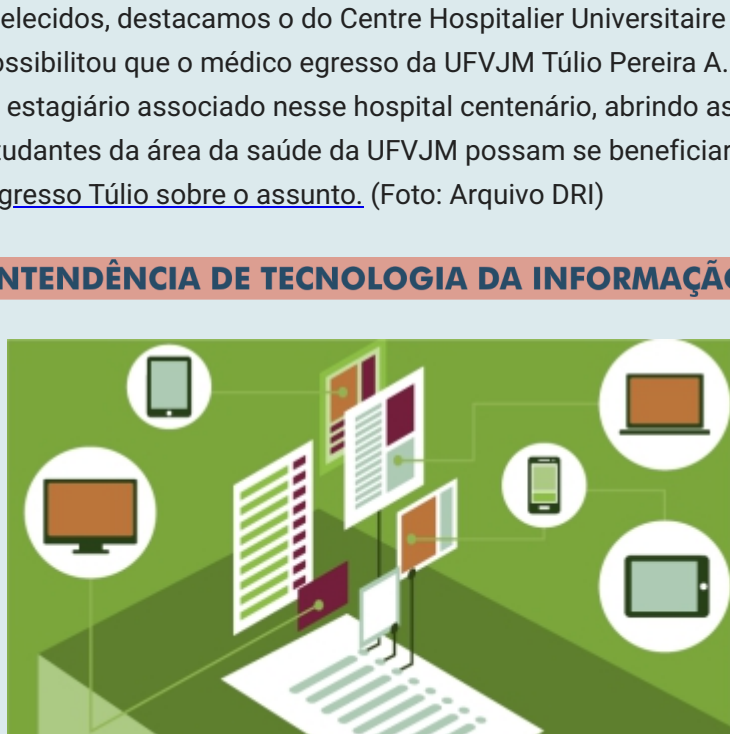 elecidos, destacamos o do Centre Hospitalier Universitaire
ossibilitou que o médico egresso da UFVJM Túlio Pereira A.
estagiário associado nesse hospital centenário, abrindo as
tudantes da área da saúde da UFVJM possam se beneficiar
gresso Túlio sobre o assunto. (Foto: Arquivo DRI)
NTENDÊNCIA DE TECNOLOGIA DA INFORMAÇÃO